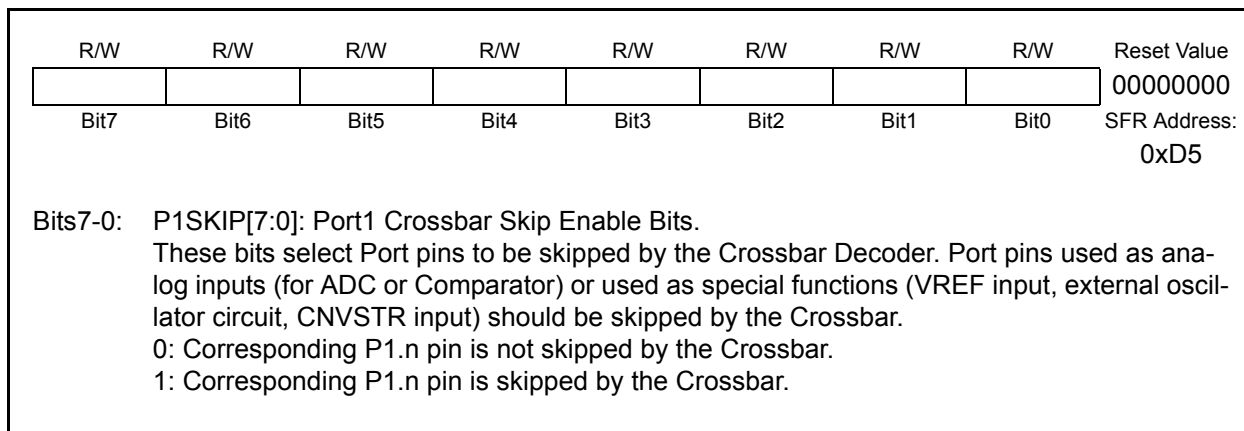 R/W R/W R/W R/W R/W R/W R/W R/W Reset Value
00000000
Bit7 Bit6 Bit5 Bit4 Bit3 Bit2 Bit1 Bit0 SFR Address:
0xD5
Bits7-0: P1SKIP[7:0]: Port1 Crossbar Skip Enable Bits.
These bits select Port pins to be skipped by the Crossbar Decoder. Port pins used as ana-
log inputs (for ADC or Comparator) or used as special functions (VREF input, external oscil-
lator circuit, CNVSTR input) should be skipped by the Crossbar.
0: Corresponding P1.n pin is not skipped by the Crossbar.
1: Corresponding P1.n pin is skipped by the Crossbar.